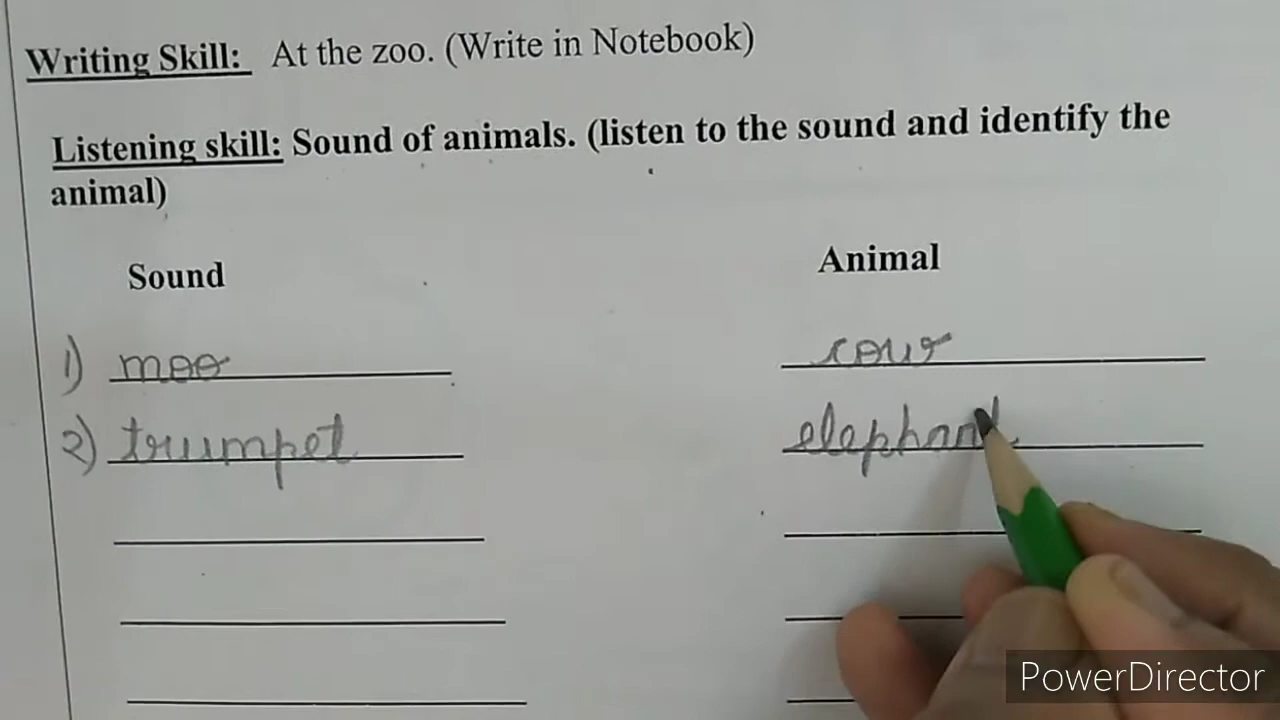 Writing Skill: At the zoo. (Write in Notebook)
Listening skill: Sound of animals. (listen to the sound and identify the
animal)
Sound Animal
1) moo cow
2) trumpet elephant
PowerDirector